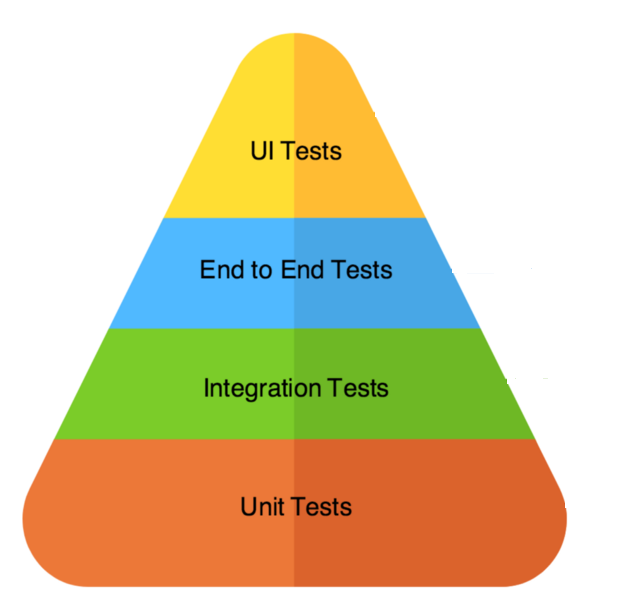 UI Tests
End to End Tests
Integration Tests
Unit Tests